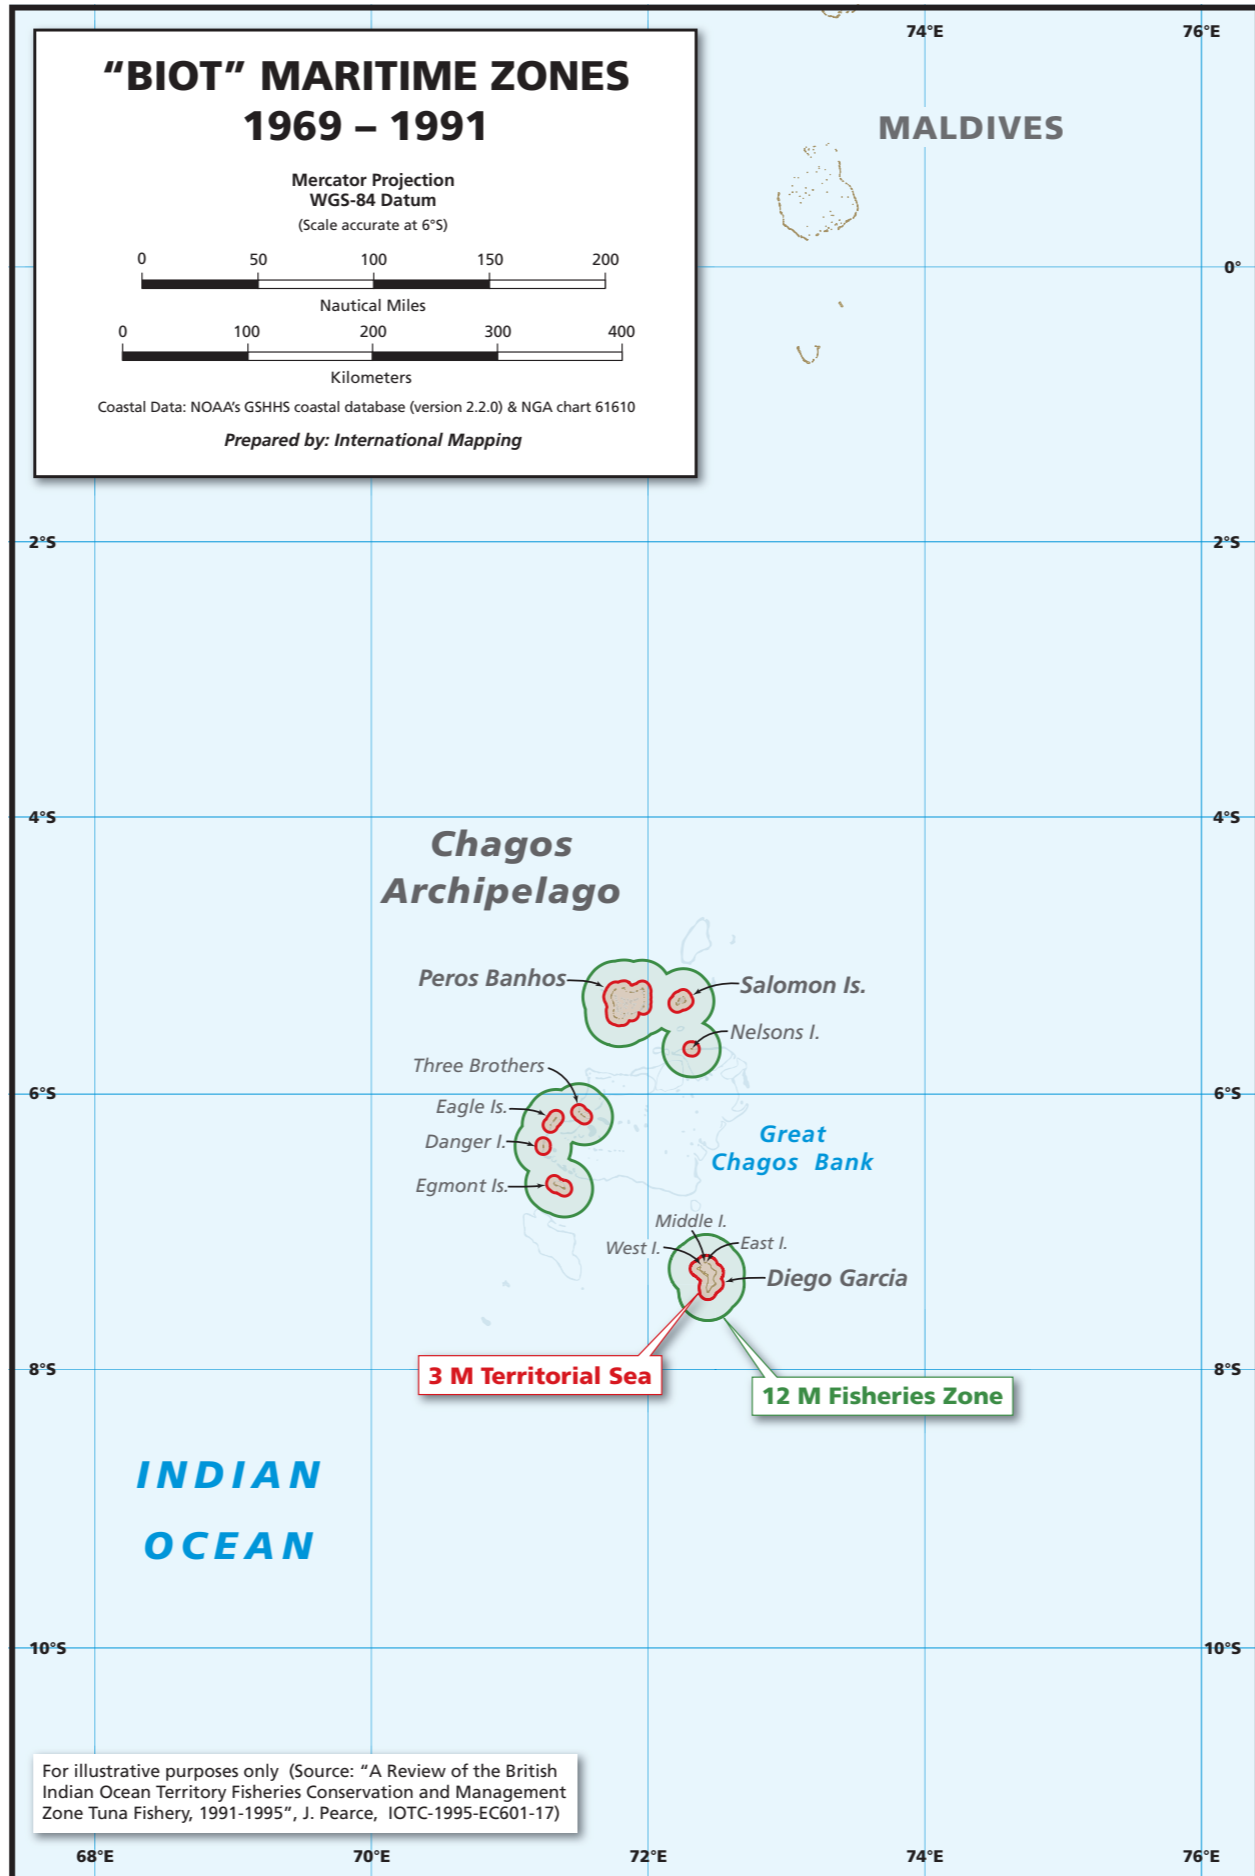 “BIOT” MARITIME ZONES
1969 – 1991
Mercator Projection
WGS-84 Datum
(Scale accurate at 6°S)
0 50 100 150 200
Nautical Miles
0 100 200 300 400
Kilometers
Coastal Data: NOAA’s GSHHS coastal database (version 2.2.0) & NGA chart 61610
Prepared by: International Mapping
74°E 76°E
MALDIVES
0°
2°S 2°S
4°S 4°S
Chagos
Archipelago
Peros Banhos
Salomon Is.
Nelsons I.
Three Brothers
6°S 6°S
Eagle Is.
Danger I.
Egmont Is.
Great
Chagos Bank
Middle I.
West I.
East I.
Diego Garcia
8°S 8°S
3 M Territorial Sea
12 M Fisheries Zone
INDIAN
OCEAN
10°S 10°S
For illustrative purposes only (Source: “A Review of the British
Indian Ocean Territory Fisheries Conservation and Management
Zone Tuna Fishery, 1991-1995”, J. Pearce, IOTC-1995-EC601-17)
68°E 70°E 72°E 74°E 76°E